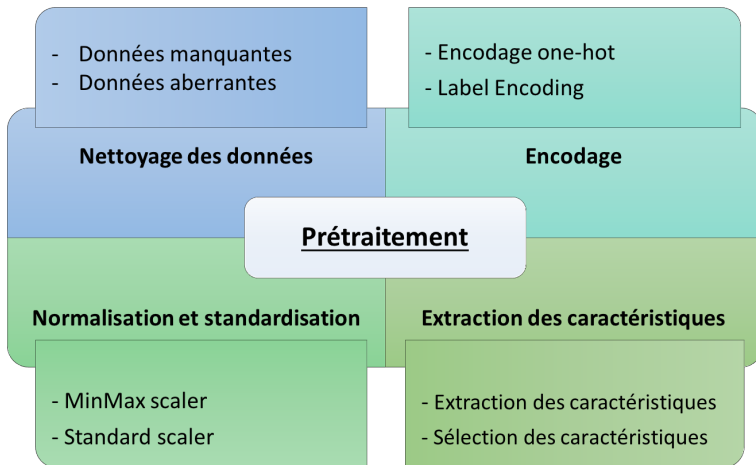 - Données manquantes
- Données aberrantes
Nettoyage des données
- Encodage one-hot
- Label Encoding
Encodage
Prétraitement
Normalisation et standardisation
- MinMax scaler
- Standard scaler
Extraction des caractéristiques
- Extraction des caractéristiques
- Sélection des caractéristiques